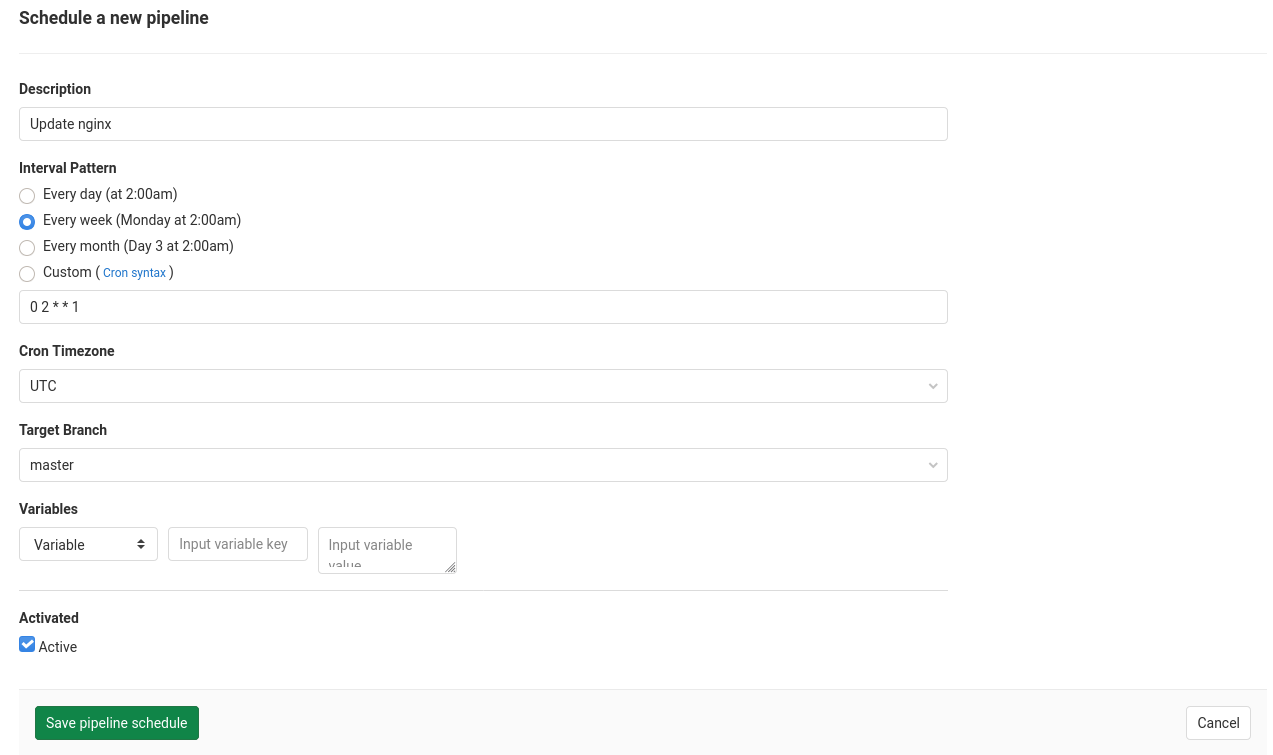 Schedule a new pipeline
Description
Update nginx
Interval Pattern
Every day (at 2:00am)
Every week (Monday at 2:00am)
Every month (Day 3 at 2:00am)
Custom ( Cron syntax )
0 2 * * 1
Cron Timezone
UTC
Target Branch
master
Variables
Variable
Input variable key
Input variable
value
Activated
Active
Save pipeline schedule
Cancel